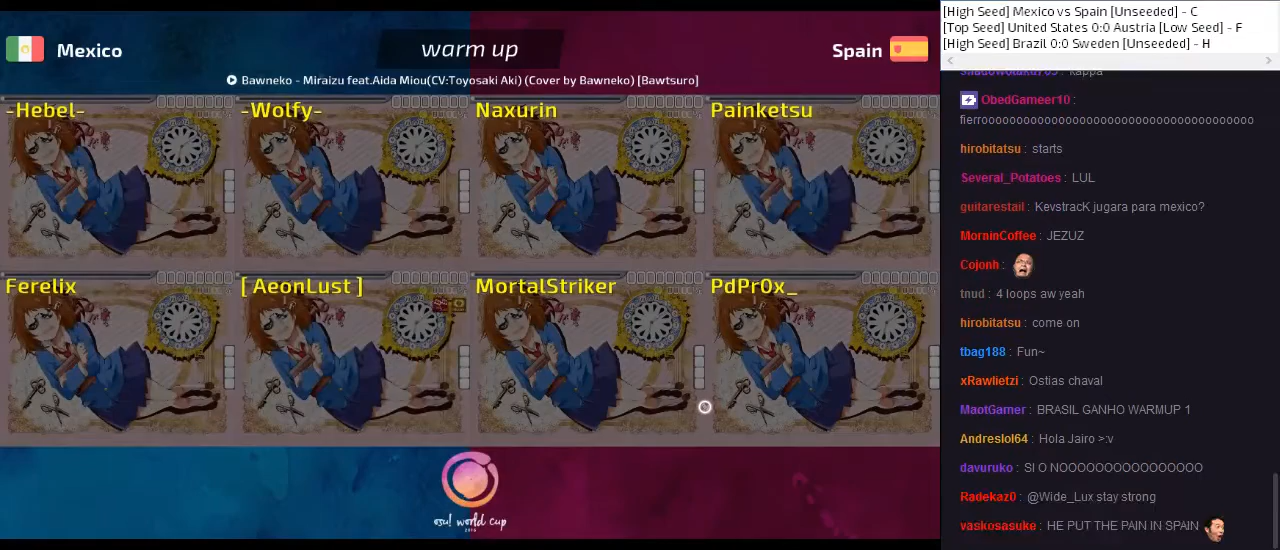 Mexico
warm up
Spain
Bawneko - Miraizu feat.Aida Miou(CV:Toyosaki Aki) (Cover by Bawneko) [Bawtsuro]
-Hebel-
-Wolfy-
Naxurin
Painketsu
Ferelix
[ AeonLust ]
MortalStriker
PdPr0x_
osu! world cup
2016
[High Seed] Mexico vs Spain [Unseeded] - C
[Top Seed] United States 0:0 Austria [Low Seed] - F
[High Seed] Brazil 0:0 Sweden [Unseeded] - H
kappa
ObedGameer10 :
fierroooooooooooooooooooooooooooooooooooooooo
hirobitatsu : starts
Several_Potatoes : LUL
guitarestail : KevstracK jugara para mexico?
MorninCoffee : JEZUZ
Cojonh :
tnud : 4 loops aw yeah
hirobitatsu : come on
tbag188 : Fun~
xRawlietzi : Ostias chaval
MaotGamer : BRASIL GANHO WARMUP 1
Andreslol64 : Hola Jairo >:v
davuruko : SI O NOOOOOOOOOOOOOOOO
Radekaz0 : @Wide_Lux stay strong
vaskosasuke : HE PUT THE PAIN IN SPAIN